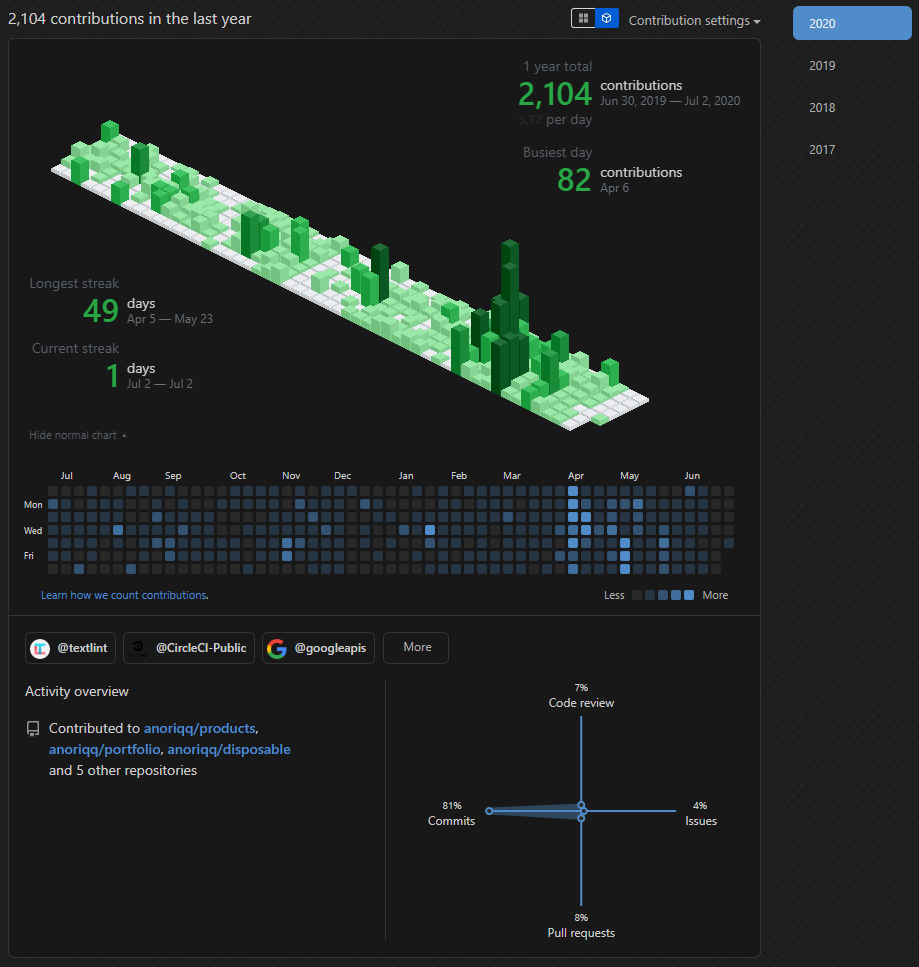 2,104 contributions in the last year
Contribution settings
2020
2019
2018
2017
1 year total
2,104 contributions
Jun 30, 2019 — Jul 2, 2020
5.72 per day
Busiest day
82 contributions
Apr 6
Longest streak
49 days
Apr 5 — May 23
Current streak
1 days
Jul 2 — Jul 2
Hide normal chart
Jul Aug Sep Oct Nov Dec Jan Feb Mar Apr May Jun
Mon
Wed
Fri
Learn how we count contributions.
Less More
@textlint @CircleCI-Public @googleapis More
Activity overview
Contributed to anoriqq/products,
anoriqq/portfolio, anoriqq/disposable
and 5 other repositories
7%
Code review
81%
Commits
4%
Issues
8%
Pull requests